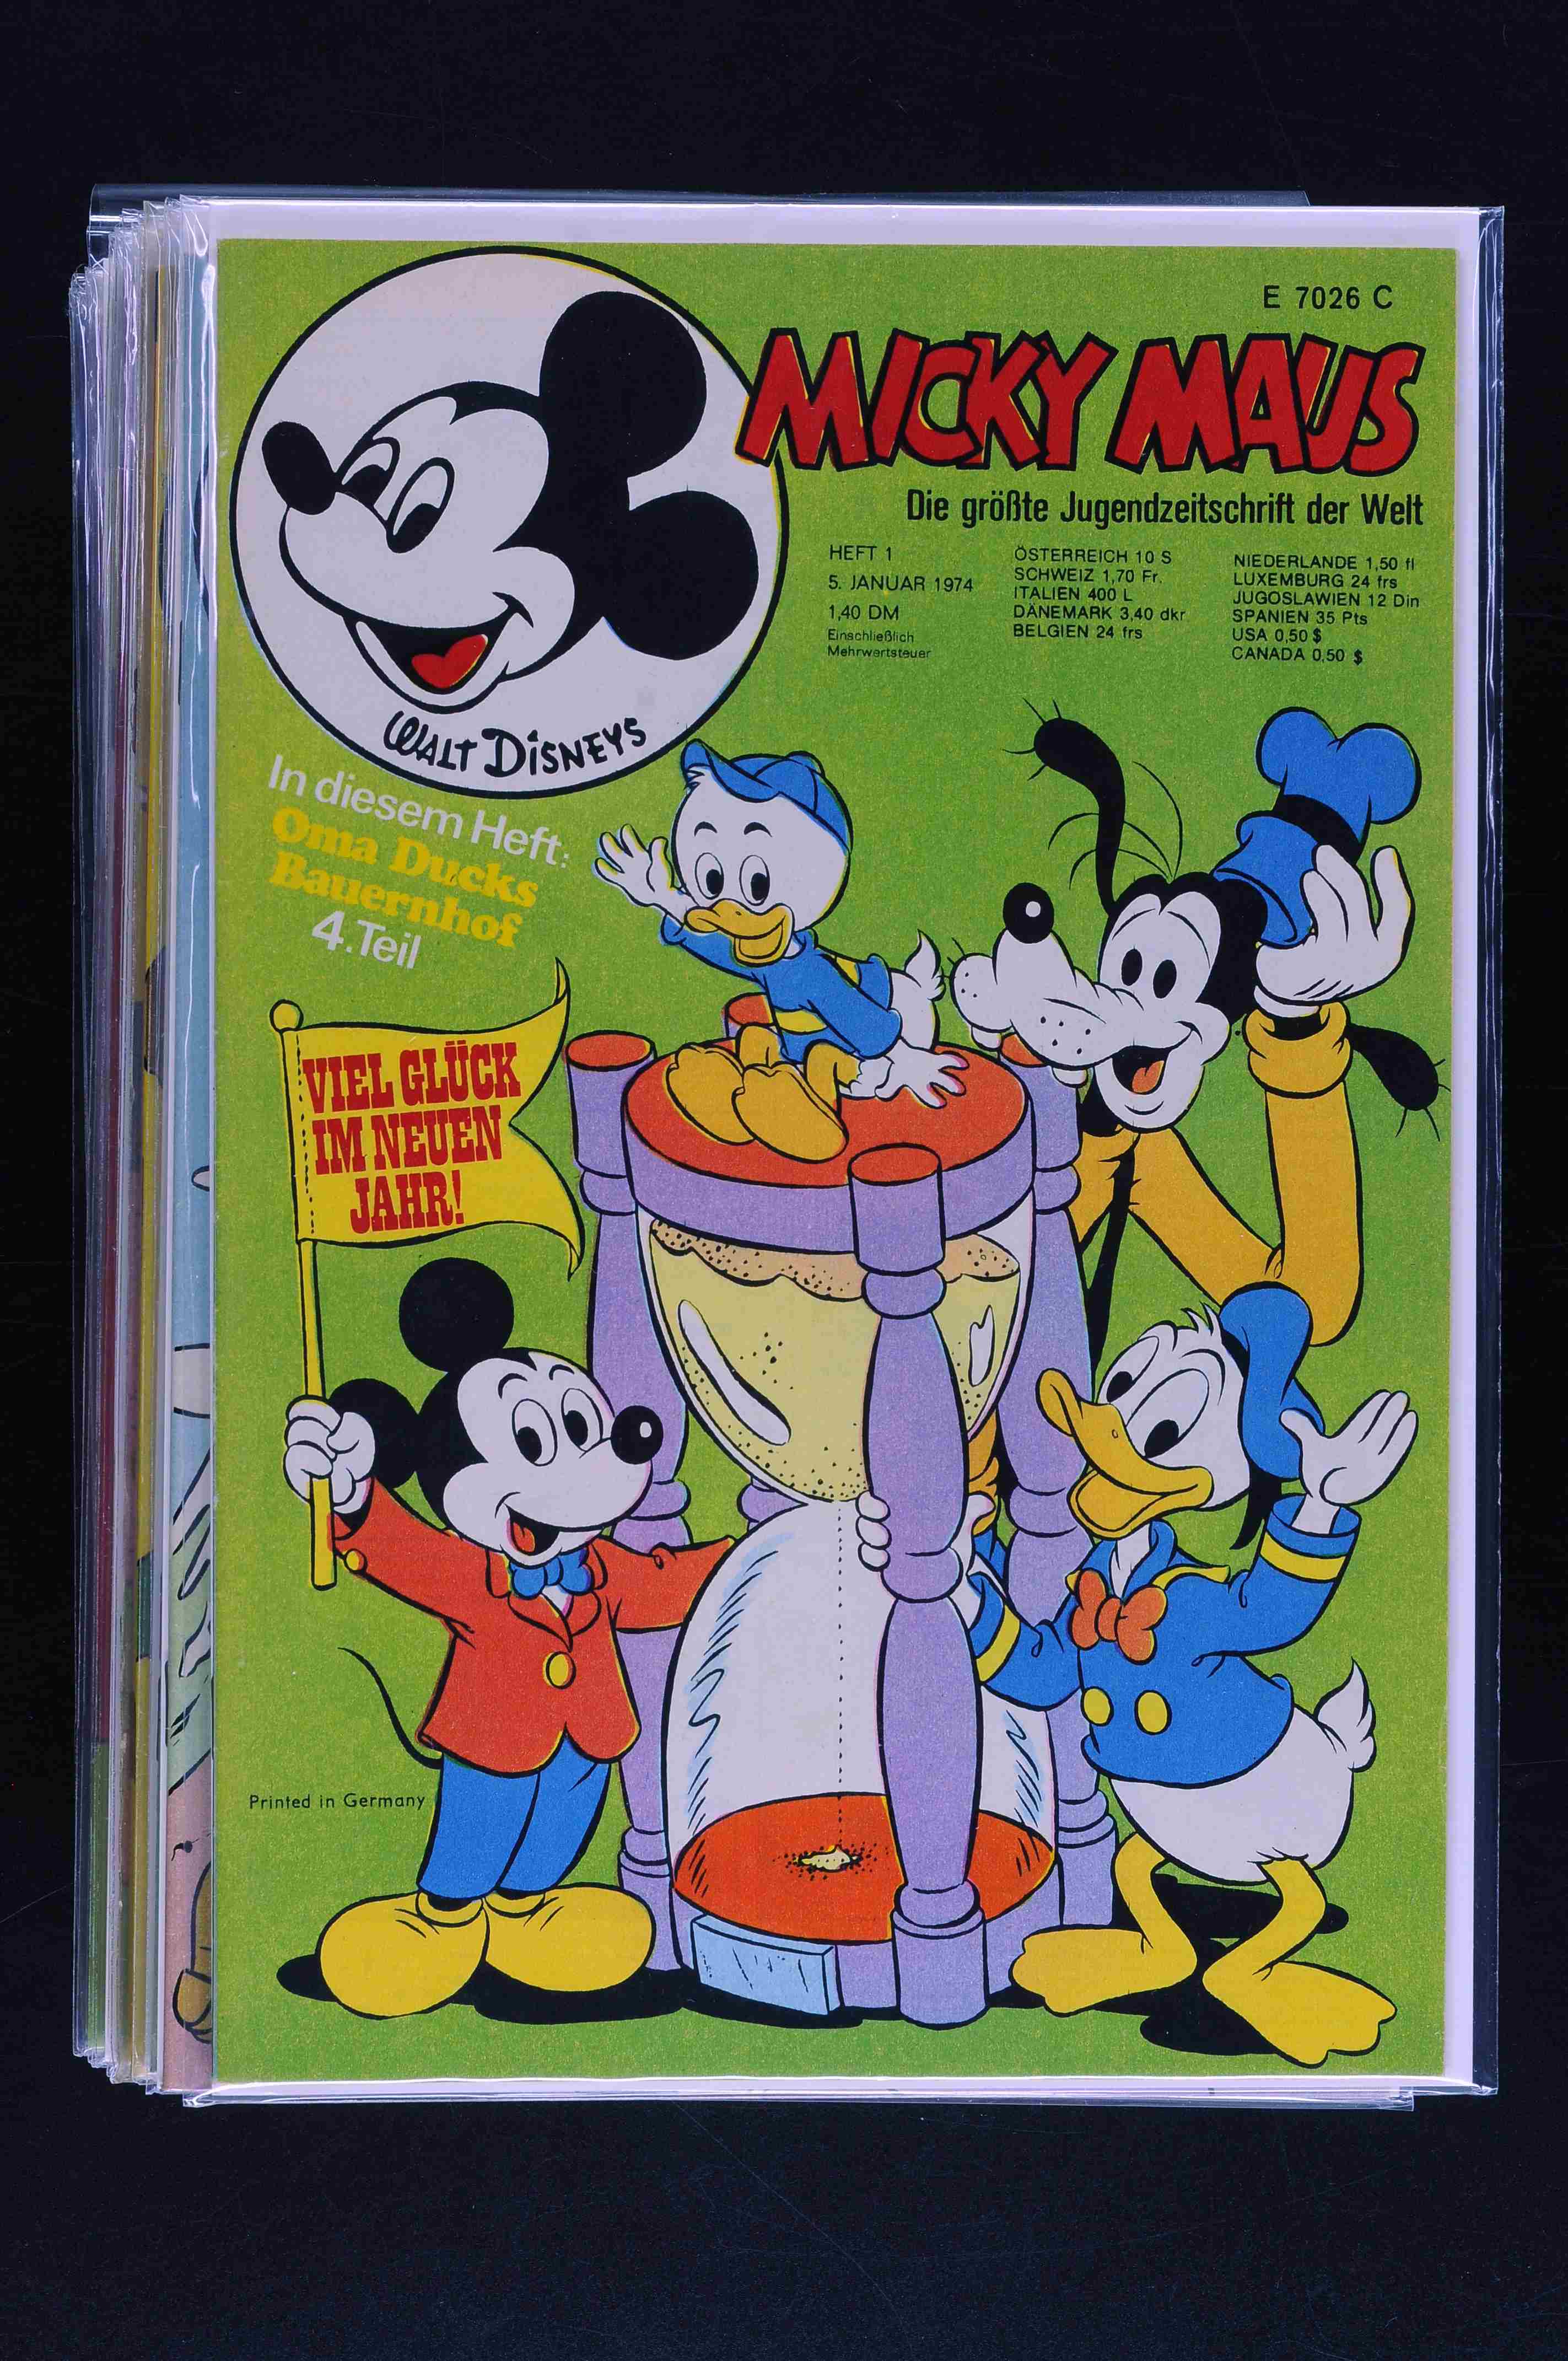 E 7026 C
MICKY MAUS
Die größte Jugendzeitschrift der Welt
HEFT 1
5. JANUAR 1974
1,40 DM
Einschließlich
Mehrwertsteuer
ÖSTERREICH 10 S
SCHWEIZ 1,70 Fr.
ITALIEN 400 L
DÄNEMARK 3,40 dkr
BELGIEN 24 frs
NIEDERLANDE 1,50 fl
LUXEMBURG 24 frs
JUGOSLAWIEN 12 Din
SPANIEN 35 Pts
USA 0,50 $
CANADA 0,50 $
WALT DISNEYS
In diesem Heft:
Oma Ducks
Bauernhof
4.Teil
VIEL GLÜCK
IM NEUEN
JAHR!
Printed in Germany